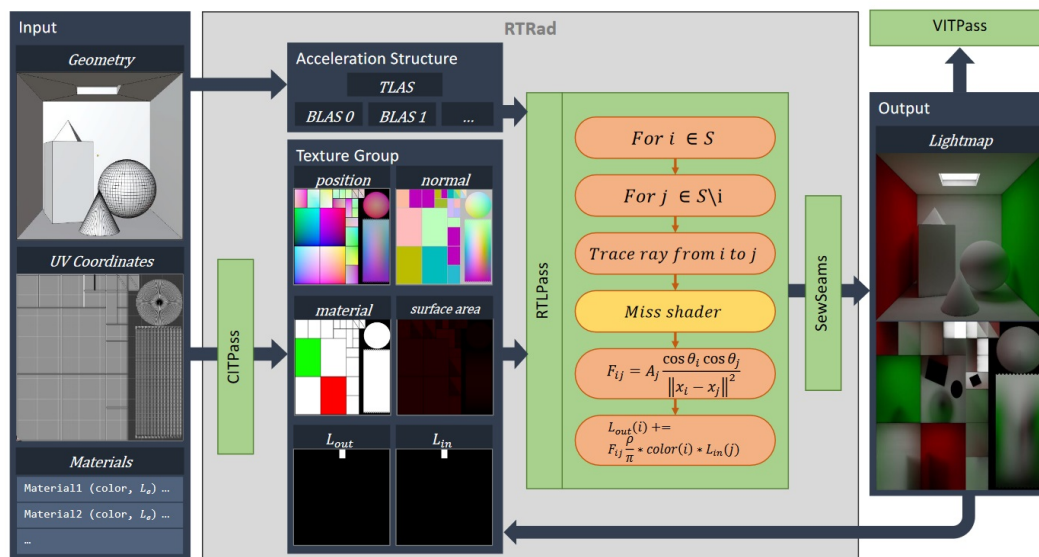 RTRad
Input
Geometry
UV Coordinates
Materials
Material1 (color, Lₑ) …
Material2 (color, Lₑ) …
…
CITPass
Acceleration Structure
TLAS
BLAS 0
BLAS 1
…
Texture Group
position
normal
material
surface area
L_out
L_in
RTLPass
For i ∈ S
For j ∈ S\i
Trace ray from i to j
Miss shader
F_ij = A_j (cos θ_i cos θ_j) / ‖x_i − x_j‖²
L_out(i) +=
F_ij ρ/π * color(i) * L_in(j)
SewSeams
VITPass
Output
Lightmap